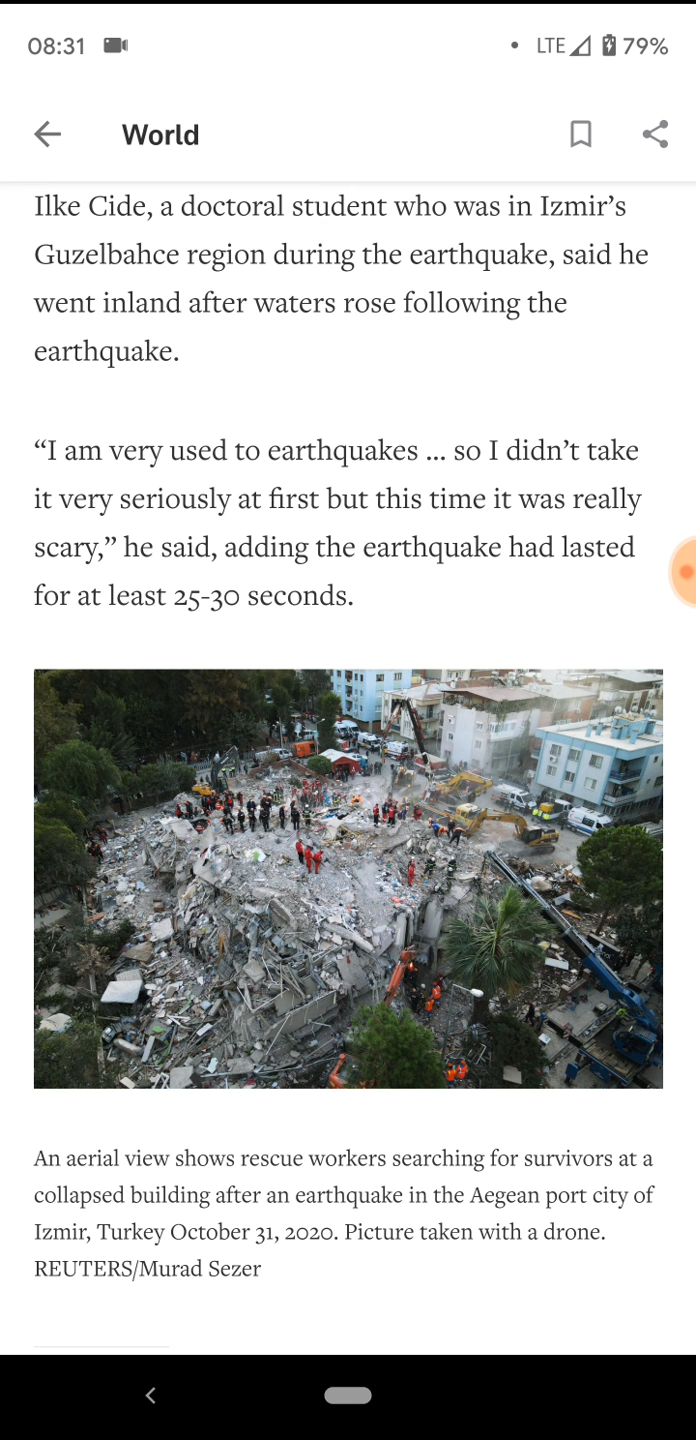 08:31
LTE
79%
World
Ilke Cide, a doctoral student who was in Izmir’s
Guzelbahce region during the earthquake, said he
went inland after waters rose following the
earthquake.
“I am very used to earthquakes ... so I didn’t take
it very seriously at first but this time it was really
scary,” he said, adding the earthquake had lasted
for at least 25-30 seconds.
An aerial view shows rescue workers searching for survivors at a
collapsed building after an earthquake in the Aegean port city of
Izmir, Turkey October 31, 2020. Picture taken with a drone.
REUTERS/Murad Sezer